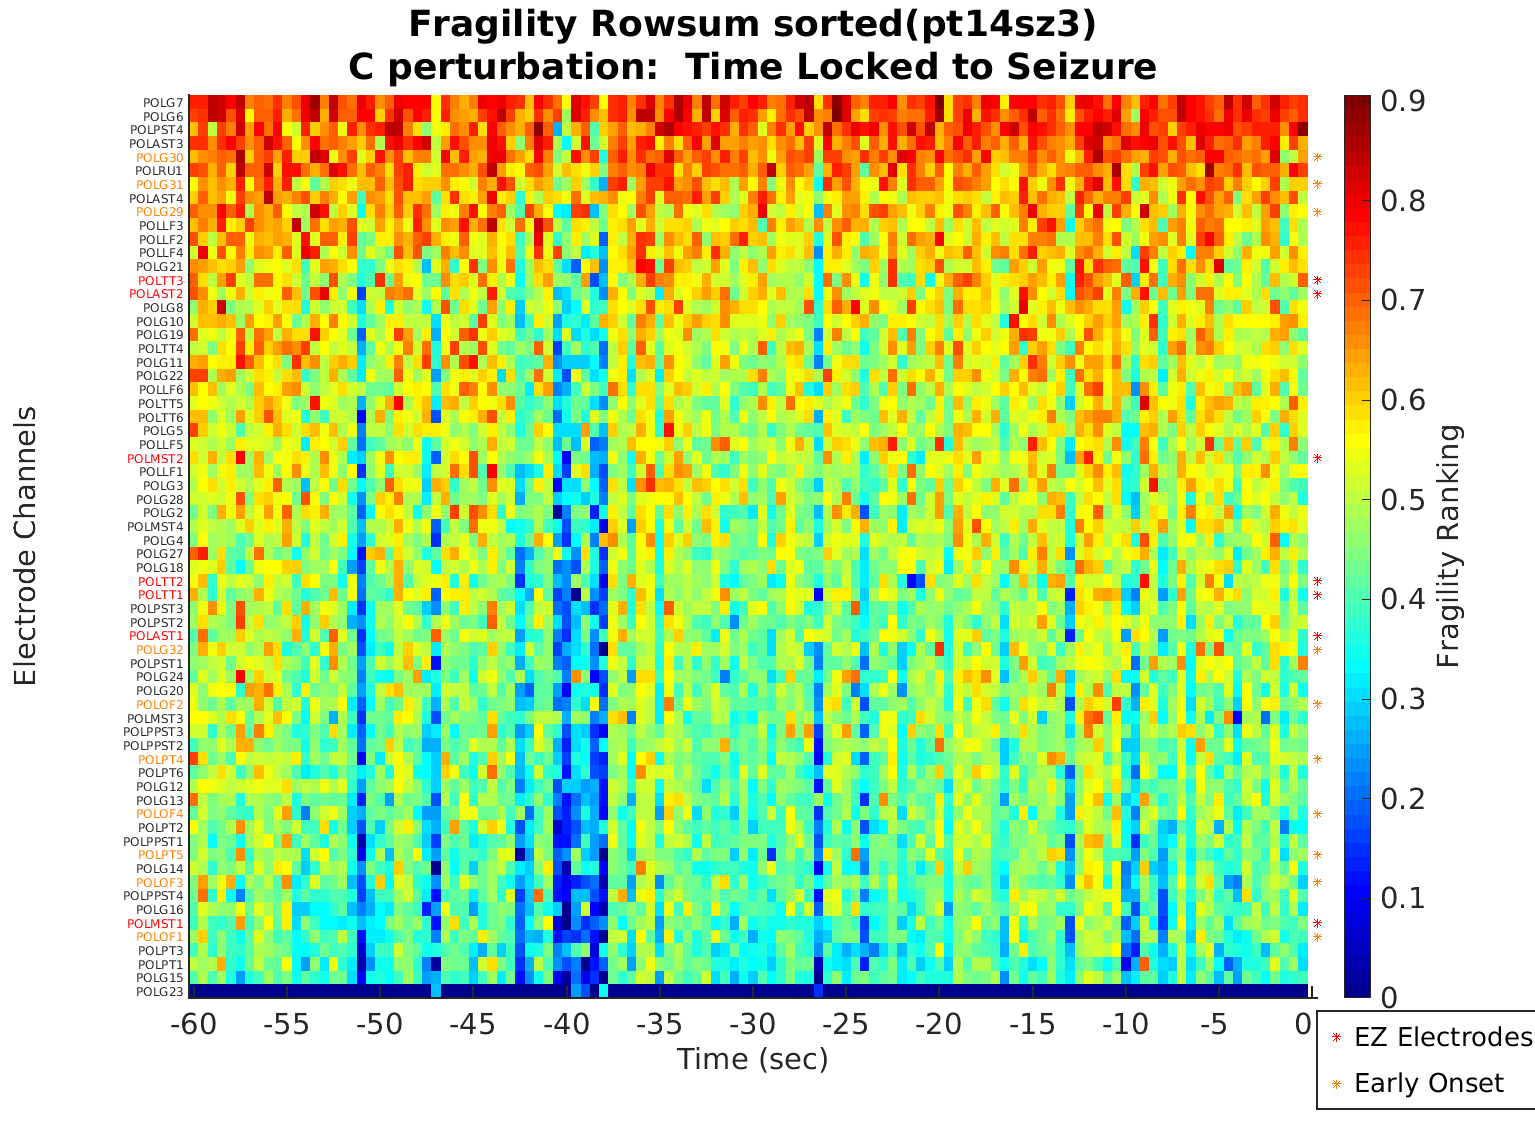 Fragility Rowsum sorted(pt14sz3)
C perturbation:  Time Locked to Seizure
POLG7
POLG6
POLPST4
POLAST3
POLG30
POLRU1
POLG31
POLAST4
POLG29
POLLF3
POLLF2
POLLF4
POLG21
POLTT3
POLAST2
POLG8
POLG10
POLG19
POLTT4
POLG11
POLG22
POLLF6
POLTT5
POLTT6
POLG5
POLLF5
POLMST2
POLLF1
POLG3
POLG28
POLG2
POLMST4
POLG4
POLG27
POLG18
POLTT2
POLTT1
POLPST3
POLPST2
POLAST1
POLG32
POLPST1
POLG24
POLG20
POLOF2
POLMST3
POLPPST3
POLPPST2
POLPT4
POLPT6
POLG12
POLG13
POLOF4
POLPT2
POLPPST1
POLPT5
POLG14
POLOF3
POLPPST4
POLG16
POLMST1
POLOF1
POLPT3
POLPT1
POLG15
POLG23
Electrode Channels
-60 -55 -50 -45 -40 -35 -30 -25 -20 -15 -10 -5 0
Time (sec)
0.9
0.8
0.7
0.6
0.5
0.4
0.3
0.2
0.1
0
Fragility Ranking
EZ Electrodes
Early Onset